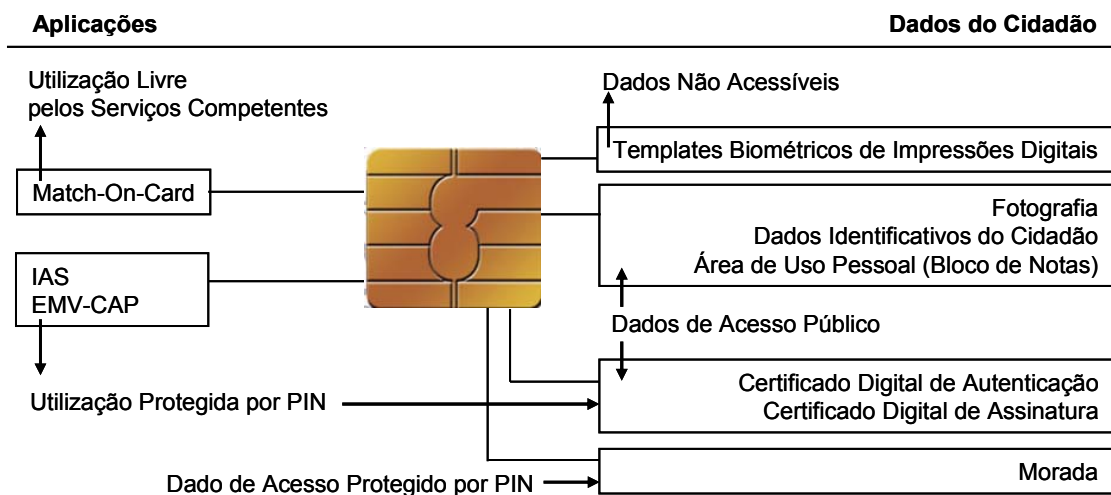 Aplicações
Dados do Cidadão
Utilização Livre
pelos Serviços Competentes
Dados Não Acessíveis
Templates Biométricos de Impressões Digitais
Match-On-Card
Fotografia
Dados Identificativos do Cidadão
Área de Uso Pessoal (Bloco de Notas)
IAS
EMV-CAP
Dados de Acesso Público
Certificado Digital de Autenticação
Certificado Digital de Assinatura
Utilização Protegida por PIN
Morada
Dado de Acesso Protegido por PIN